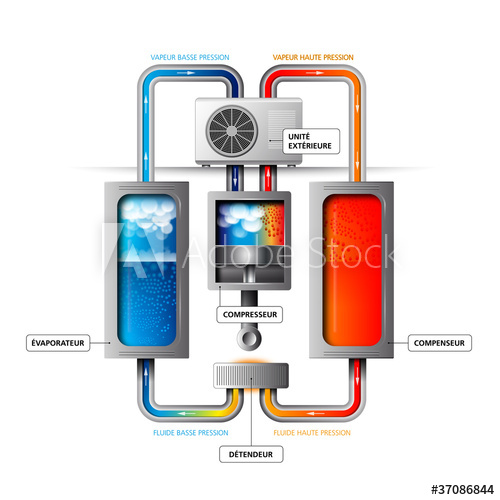 VAPEUR BASSE PRESSION
VAPEUR HAUTE PRESSION
UNITÉ
EXTÉRIEURE
COMPRESSEUR
ÉVAPORATEUR
COMPENSEUR
Adobe Stock
FLUIDE BASSE PRESSION
FLUIDE HAUTE PRESSION
DÉTENDEUR
#37086844